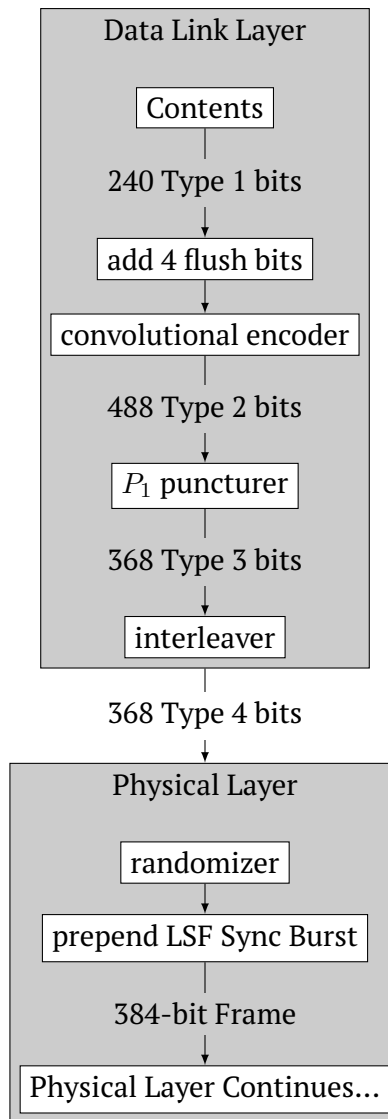 Data Link Layer
Contents
240 Type 1 bits
add 4 flush bits
convolutional encoder
488 Type 2 bits
P₁ puncturer
368 Type 3 bits
interleaver
368 Type 4 bits
Physical Layer
randomizer
prepend LSF Sync Burst
384-bit Frame
Physical Layer Continues...